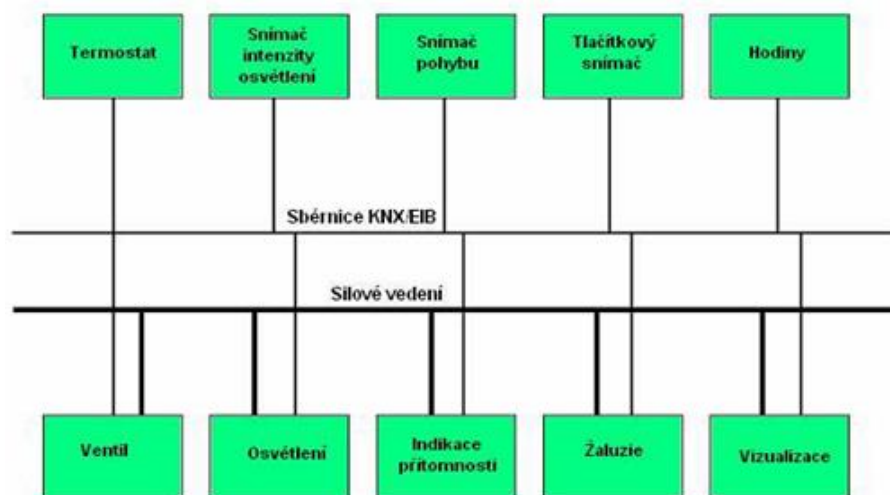 Termostat
Snímač
intenzity
osvětlení
Snímač
pohybu
Tlačítkový
snímač
Hodiny
Sběrnice KNX/EIB
Silové vedení
Ventil
Osvětlení
Indikace
přítomnosti
Žaluzie
Vizualizace